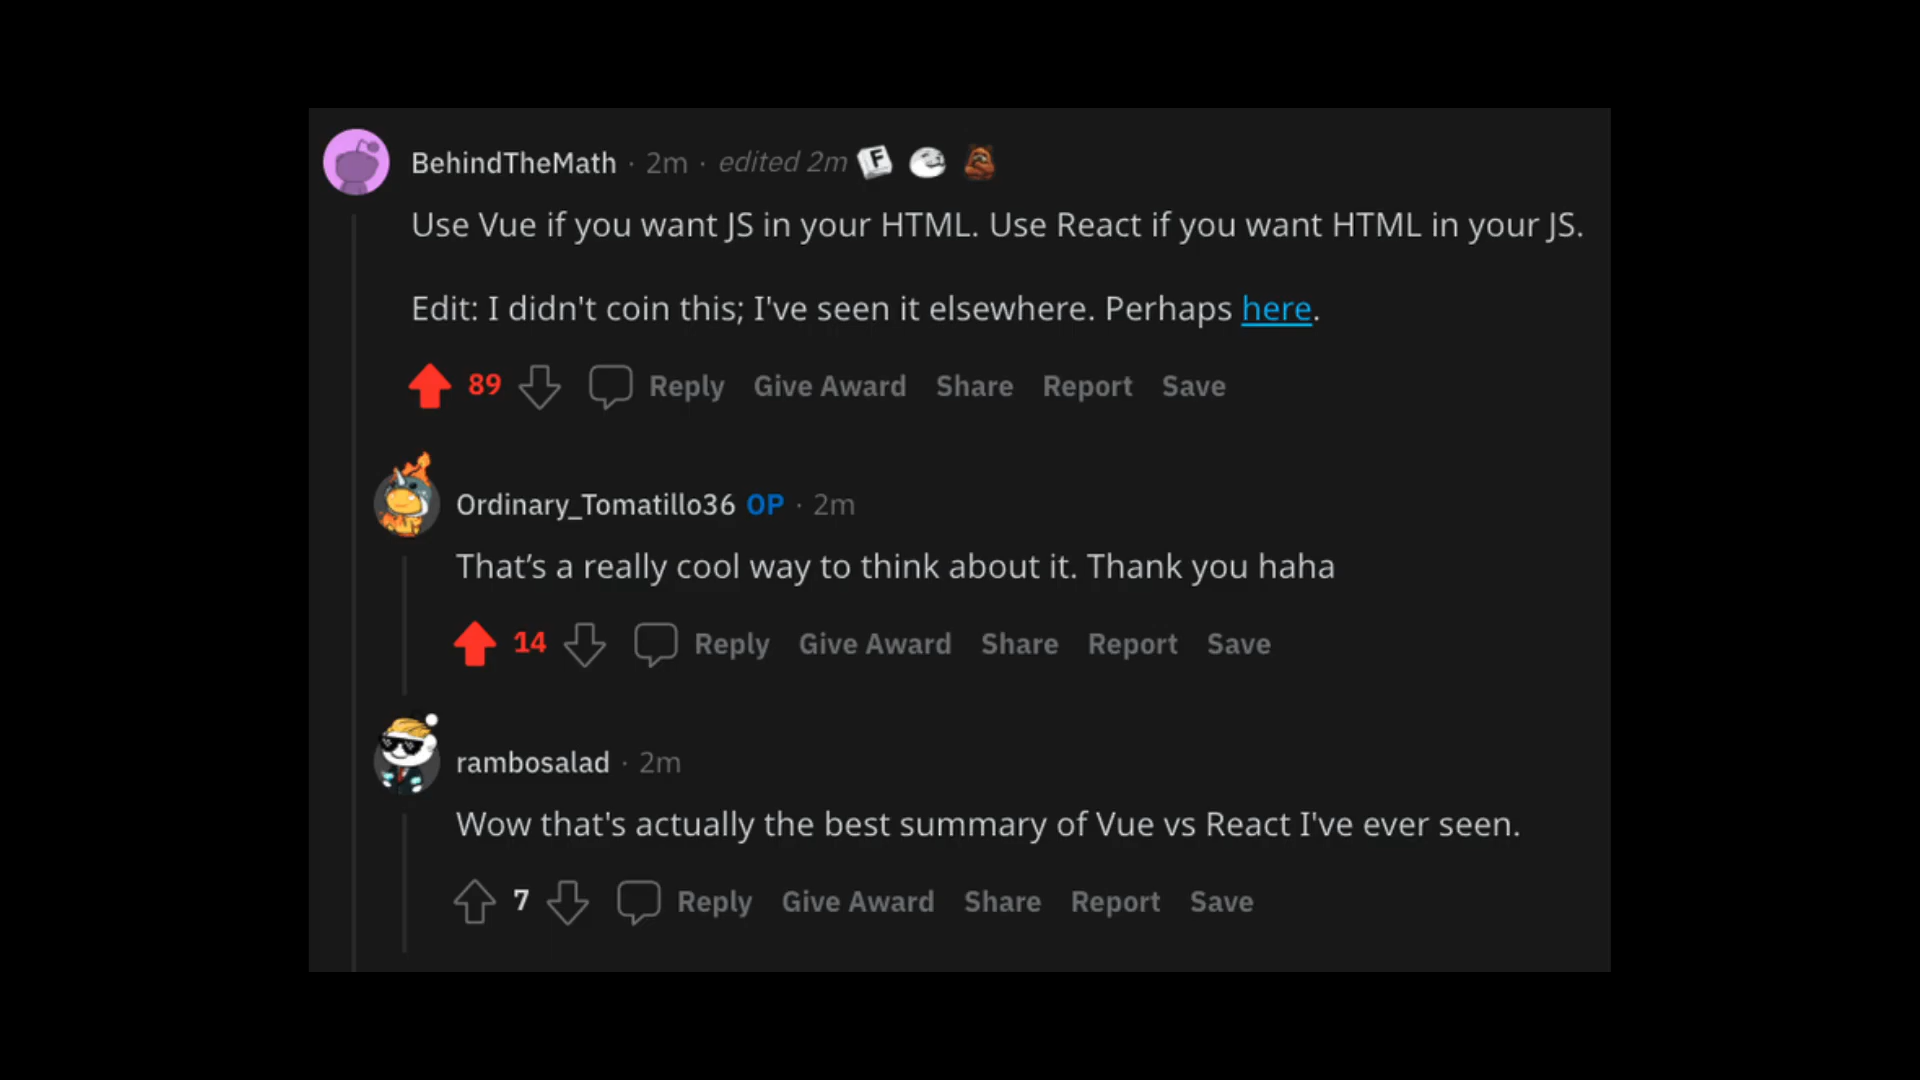 BehindTheMath · 2m · edited 2m F
Use Vue if you want JS in your HTML. Use React if you want HTML in your JS.
Edit: I didn't coin this; I've seen it elsewhere. Perhaps here.
89 Reply Give Award Share Report Save
Ordinary_Tomatillo36 OP · 2m
That’s a really cool way to think about it. Thank you haha
14 Reply Give Award Share Report Save
rambosalad · 2m
Wow that's actually the best summary of Vue vs React I've ever seen.
7 Reply Give Award Share Report Save